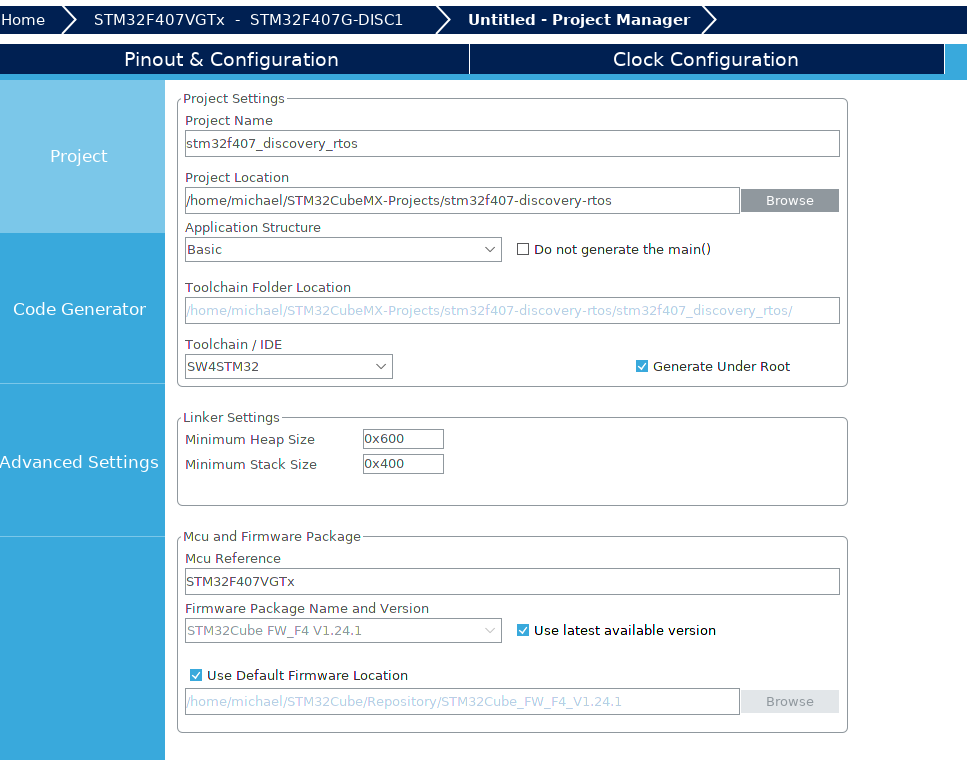 Home STM32F407VGTx - STM32F407G-DISC1 Untitled - Project Manager
Pinout & Configuration Clock Configuration
Project
Code Generator
Advanced Settings
Project Settings
Project Name
stm32f407_discovery_rtos
Project Location
/home/michael/STM32CubeMX-Projects/stm32f407-discovery-rtos Browse
Application Structure
Basic Do not generate the main()
Toolchain Folder Location
/home/michael/STM32CubeMX-Projects/stm32f407-discovery-rtos/stm32f407_discovery_rtos/
Toolchain / IDE
SW4STM32 Generate Under Root
Linker Settings
Minimum Heap Size 0x600
Minimum Stack Size 0x400
Mcu and Firmware Package
Mcu Reference
STM32F407VGTx
Firmware Package Name and Version
STM32Cube FW_F4 V1.24.1 Use latest available version
Use Default Firmware Location
/home/michael/STM32Cube/Repository/STM32Cube_FW_F4_V1.24.1 Browse